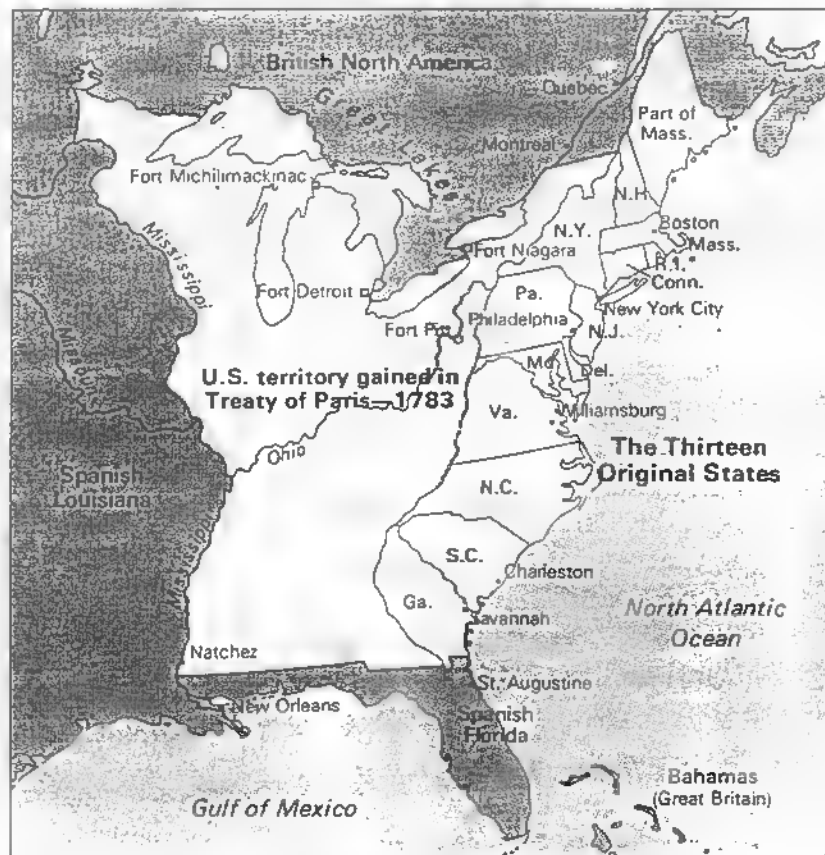 British North America
Quebec
Great Lakes
Part of
Mass.
Montreal
Fort Michilimackinac
N.H.
N.Y.
Boston
Mass.
Fort Niagara
R.I.
Conn.
Mississippi
Fort Detroit
Pa.
New York City
Philadelphia
N.J.
Fort Pitt
Missouri
Md.
Del.
U.S. territory gained in
Treaty of Paris—1783
Va.
Williamsburg
Ohio
The Thirteen
Original States
Spanish
Louisiana
N.C.
Mississippi
S.C.
Charleston
Ga.
Savannah
North Atlantic
Ocean
Natchez
St. Augustine
New Orleans
Spanish
Florida
Bahamas
(Great Britain)
Gulf of Mexico